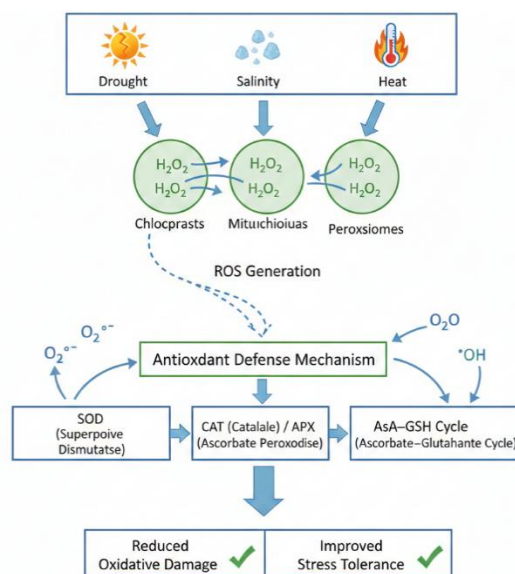 Drought
Salinity
Heat
H₂O₂
H₂O₂
H₂O₂
H₂O₂
H₂O₂
H₂O₂
Chlocprasts
Mituıchioiuas
Peroxsiomes
ROS Generation
O₂°⁻
O₂°⁻
O₂O
•OH
Antioxdant Defense Mechanism
SOD
(Superpoive
Dismutatse)
CAT (Catalale) / APX
(Ascorbate Peroxodise)
AsA–GSH Cycle
(Ascorbate–Glutahante Cycle)
Reduced
Oxidative Damage
Improved
Stress Tolerance